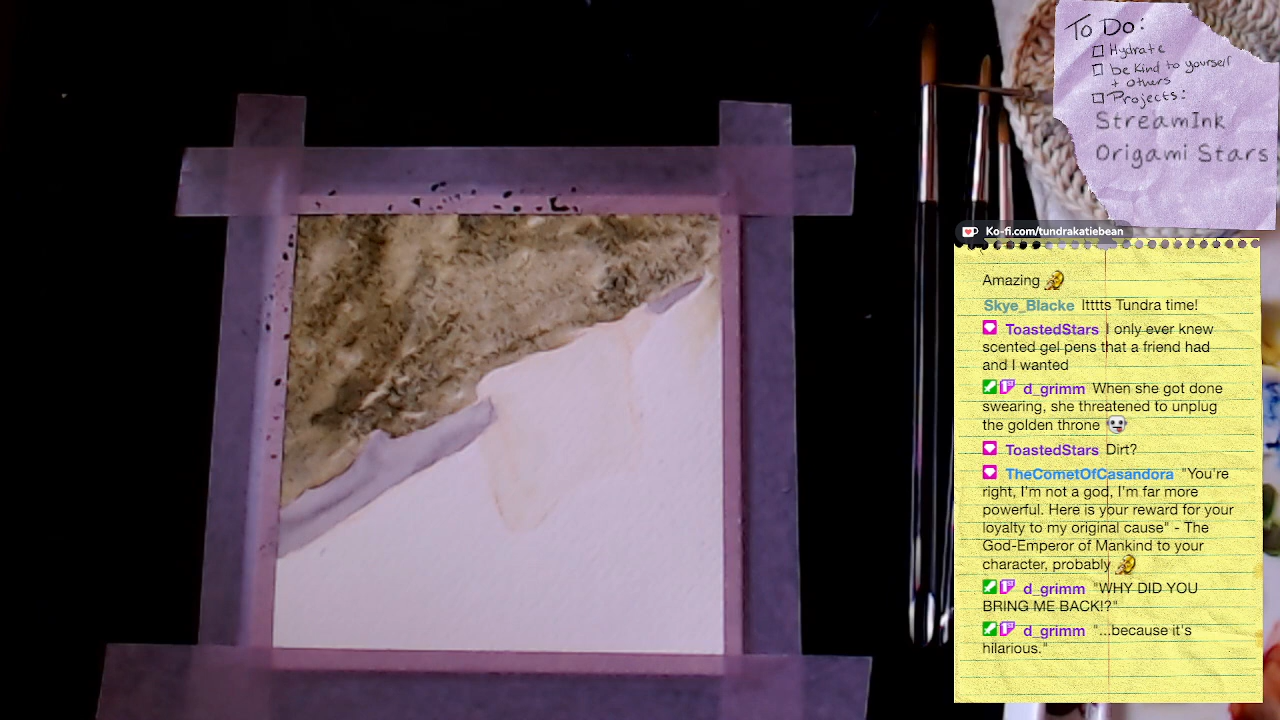 To Do:
Hydrate
be kind to yourself
+ others
Projects:
StreamInk
Origami Stars
Ko-fi.com/tundrakatiebean
Amazing
Skye_Blacke Itttts Tundra time!
ToastedStars I only ever knew
scented gel pens that a friend had
and I wanted
d_grimm When she got done
swearing, she threatened to unplug
the golden throne
ToastedStars Dirt?
TheCometOfCasandora "You're
right, I'm not a god, I'm far more
powerful. Here is your reward for your
loyalty to my original cause" - The
God-Emperor of Mankind to your
character, probably
d_grimm "WHY DID YOU
BRING ME BACK!?"
d_grimm "...because it's
hilarious."